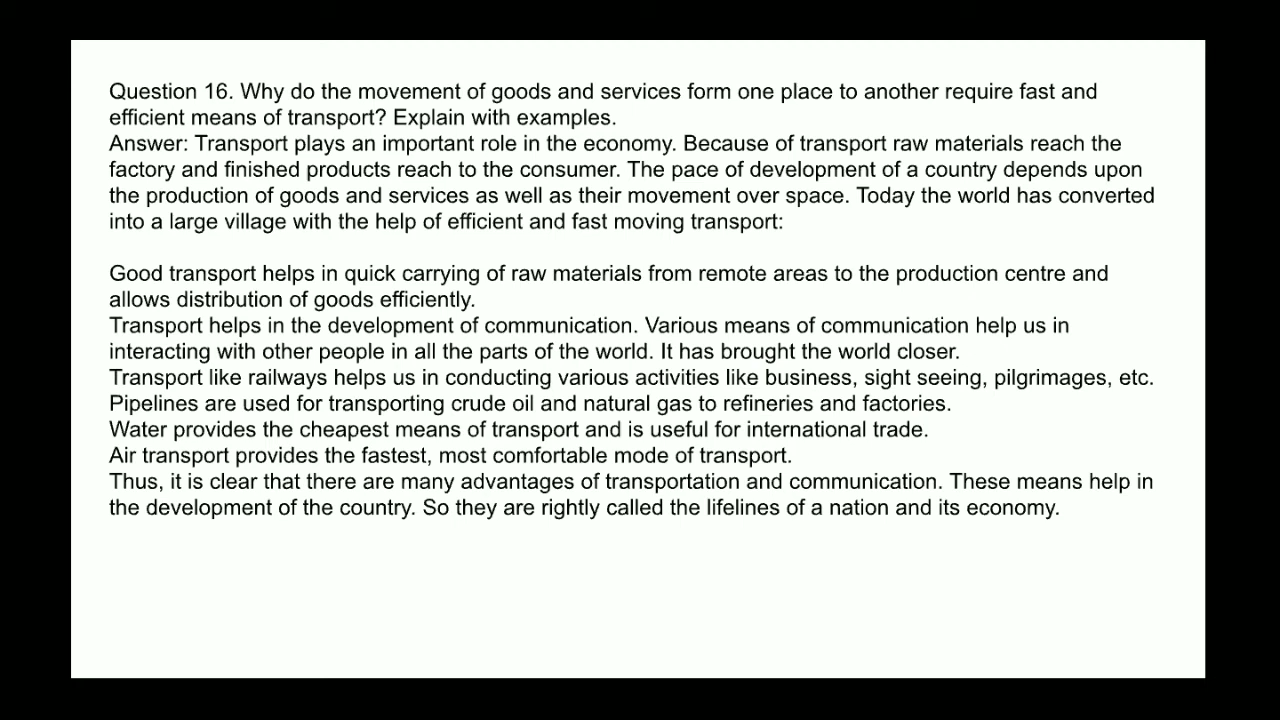 Question 16. Why do the movement of goods and services form one place to another require fast and
efficient means of transport? Explain with examples.
Answer: Transport plays an important role in the economy. Because of transport raw materials reach the
factory and finished products reach to the consumer. The pace of development of a country depends upon
the production of goods and services as well as their movement over space. Today the world has converted
into a large village with the help of efficient and fast moving transport:
Good transport helps in quick carrying of raw materials from remote areas to the production centre and
allows distribution of goods efficiently.
Transport helps in the development of communication. Various means of communication help us in
interacting with other people in all the parts of the world. It has brought the world closer.
Transport like railways helps us in conducting various activities like business, sight seeing, pilgrimages, etc.
Pipelines are used for transporting crude oil and natural gas to refineries and factories.
Water provides the cheapest means of transport and is useful for international trade.
Air transport provides the fastest, most comfortable mode of transport.
Thus, it is clear that there are many advantages of transportation and communication. These means help in
the development of the country. So they are rightly called the lifelines of a nation and its economy.